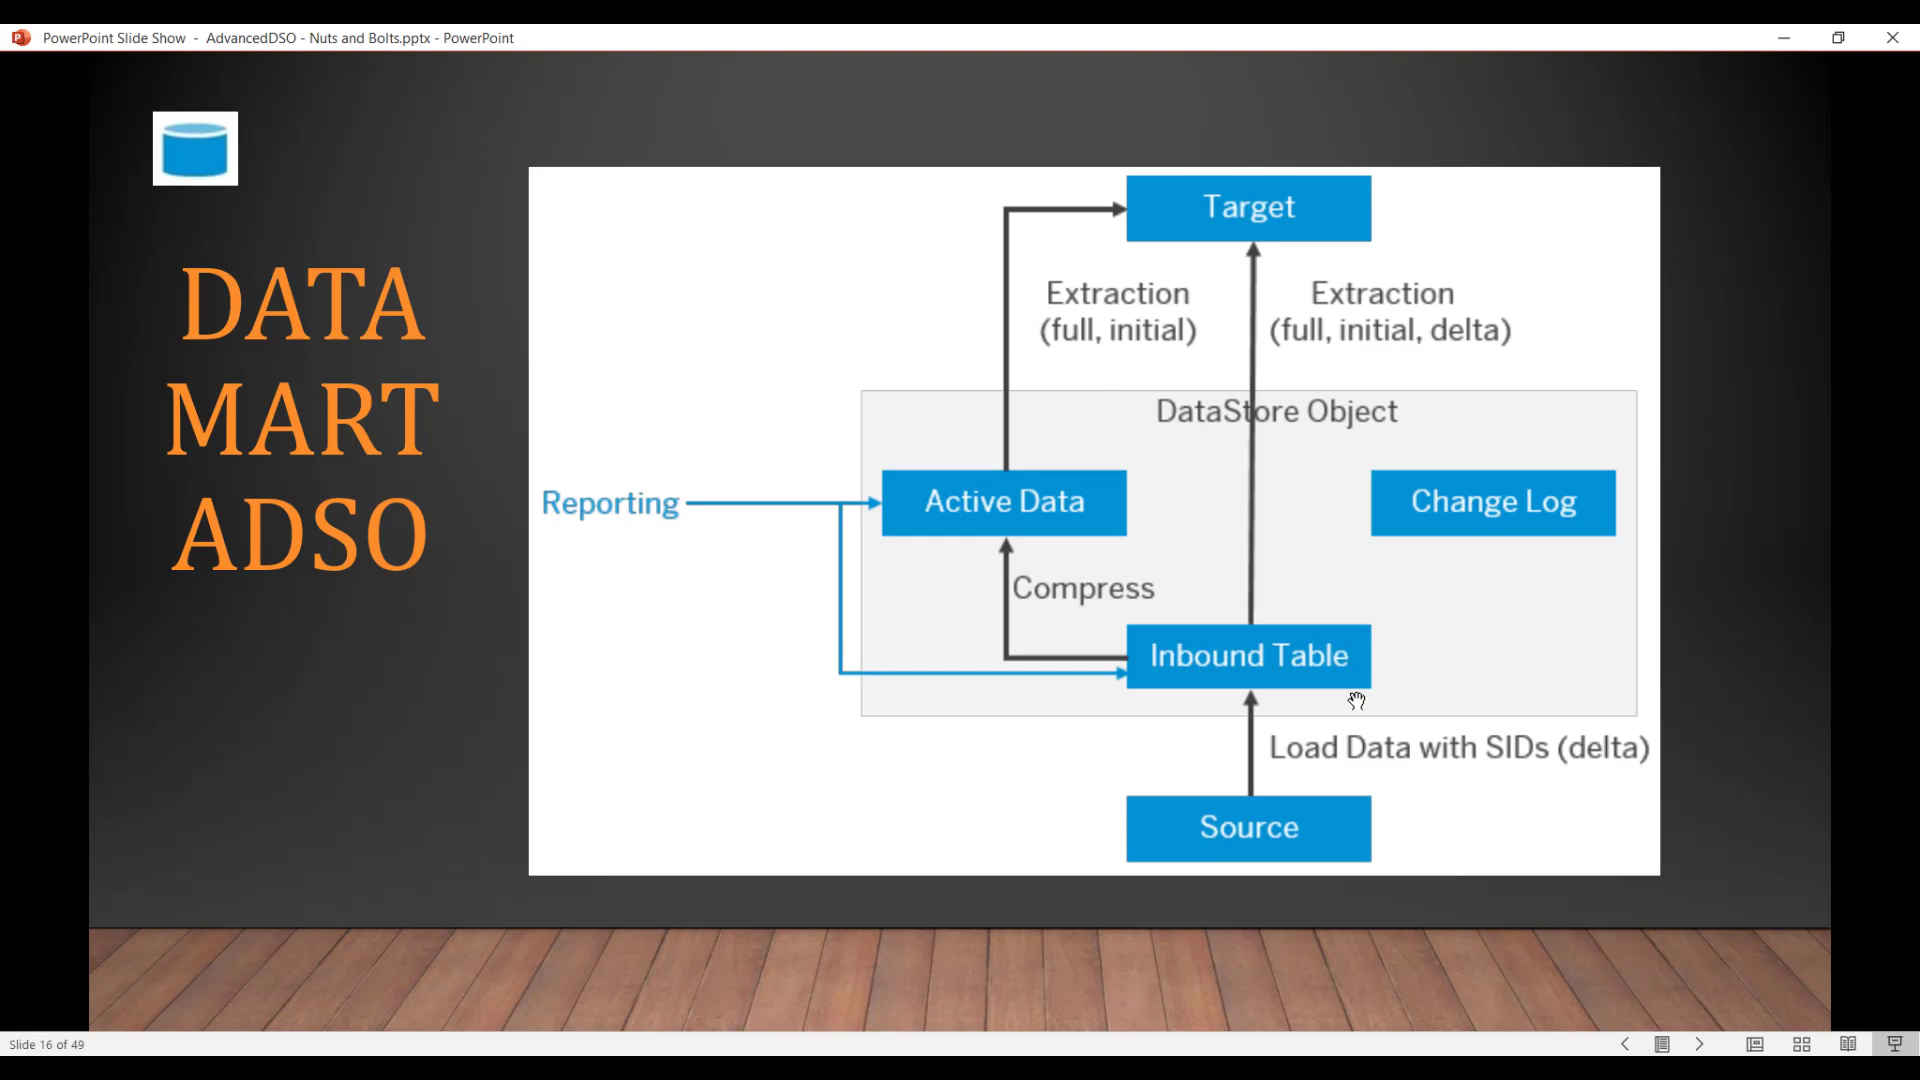 PowerPoint Slide Show - AdvancedDSO - Nuts and Bolts.pptx - PowerPoint
DATA
MART
ADSO
Target
Extraction
(full, initial)
Extraction
(full, initial, delta)
DataStore Object
Reporting
Active Data
Change Log
Compress
Inbound Table
Load Data with SIDs (delta)
Source
Slide 16 of 49